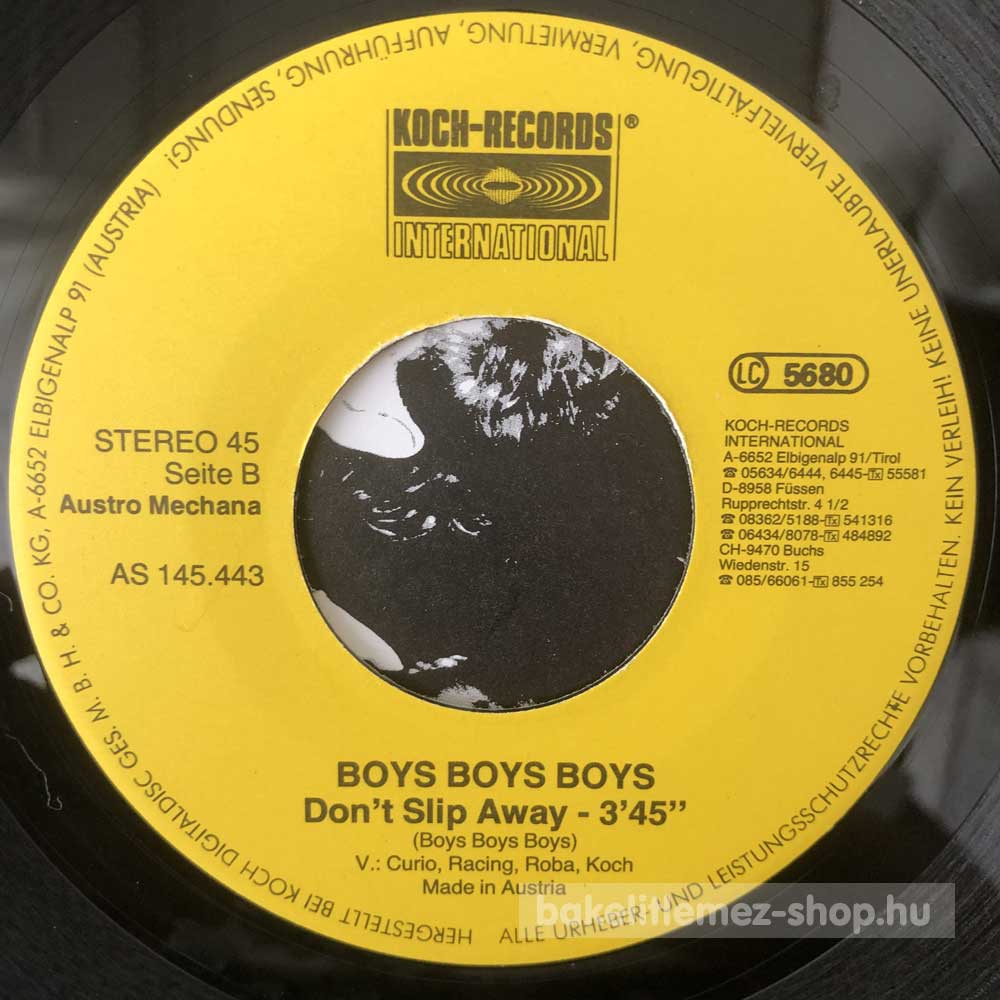 KOCH-RECORDS®
INTERNATIONAL
STEREO 45
Seite B
Austro Mechana
AS 145.443
LC 5680
KOCH-RECORDS
INTERNATIONAL
A-6652 Elbigenalp 91/Tirol
☎ 05634/6444, 6445-Tx 55581
D-8958 Füssen
Rupprechtstr. 4 1/2
☎ 08362/5188-Tx 541316
☎ 06434/8078-Tx 484892
CH-9470 Buchs
Wiedenstr. 15
☎ 085/66061-Tx 855 254
BOYS BOYS BOYS
Don't Slip Away - 3'45''
(Boys Boys Boys)
V.: Curio, Racing, Roba, Koch
Made in Austria
HERGESTELLT BEI KOCH DIGITALDISC GES. M. B. H. & CO. KG, A-6652 ELBIGENALP 91 (AUSTRIA)
ALLE URHEBER- UND LEISTUNGSSCHUTZRECHTE VORBEHALTEN. KEIN VERLEIH! KEINE UNERLAUBTE VERVIELFÄLTIGUNG, VERMIETUNG, AUFFÜHRUNG, SENDUNG!
bakelitlemez-shop.hu